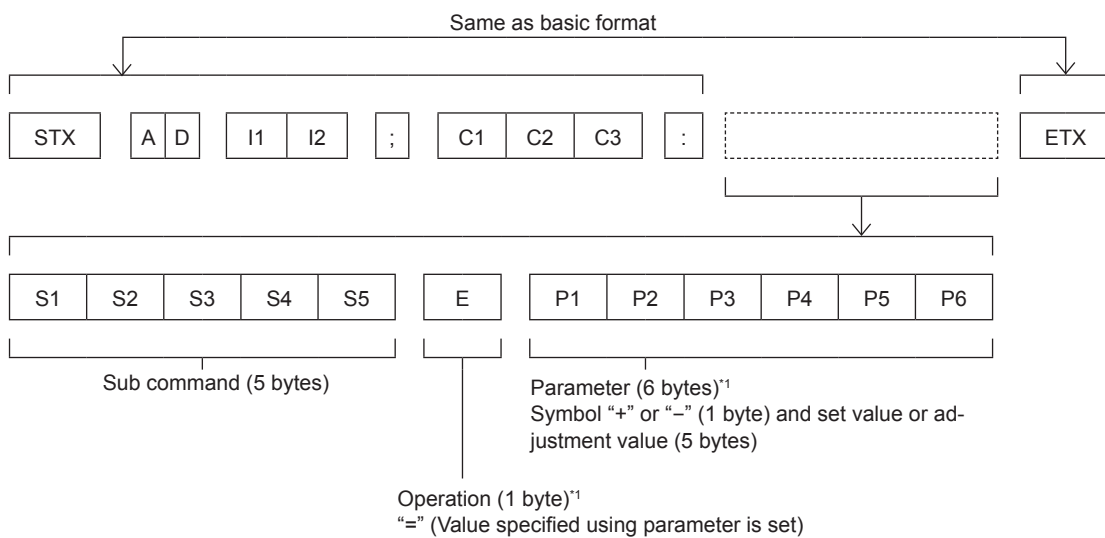 Same as basic format
STX A D I1 I2 ; C1 C2 C3 : ETX
S1 S2 S3 S4 S5 E P1 P2 P3 P4 P5 P6
Sub command (5 bytes)
Parameter (6 bytes)*1
Symbol “+” or “−” (1 byte) and set value or ad-
justment value (5 bytes)
Operation (1 byte)*1
“=” (Value specified using parameter is set)